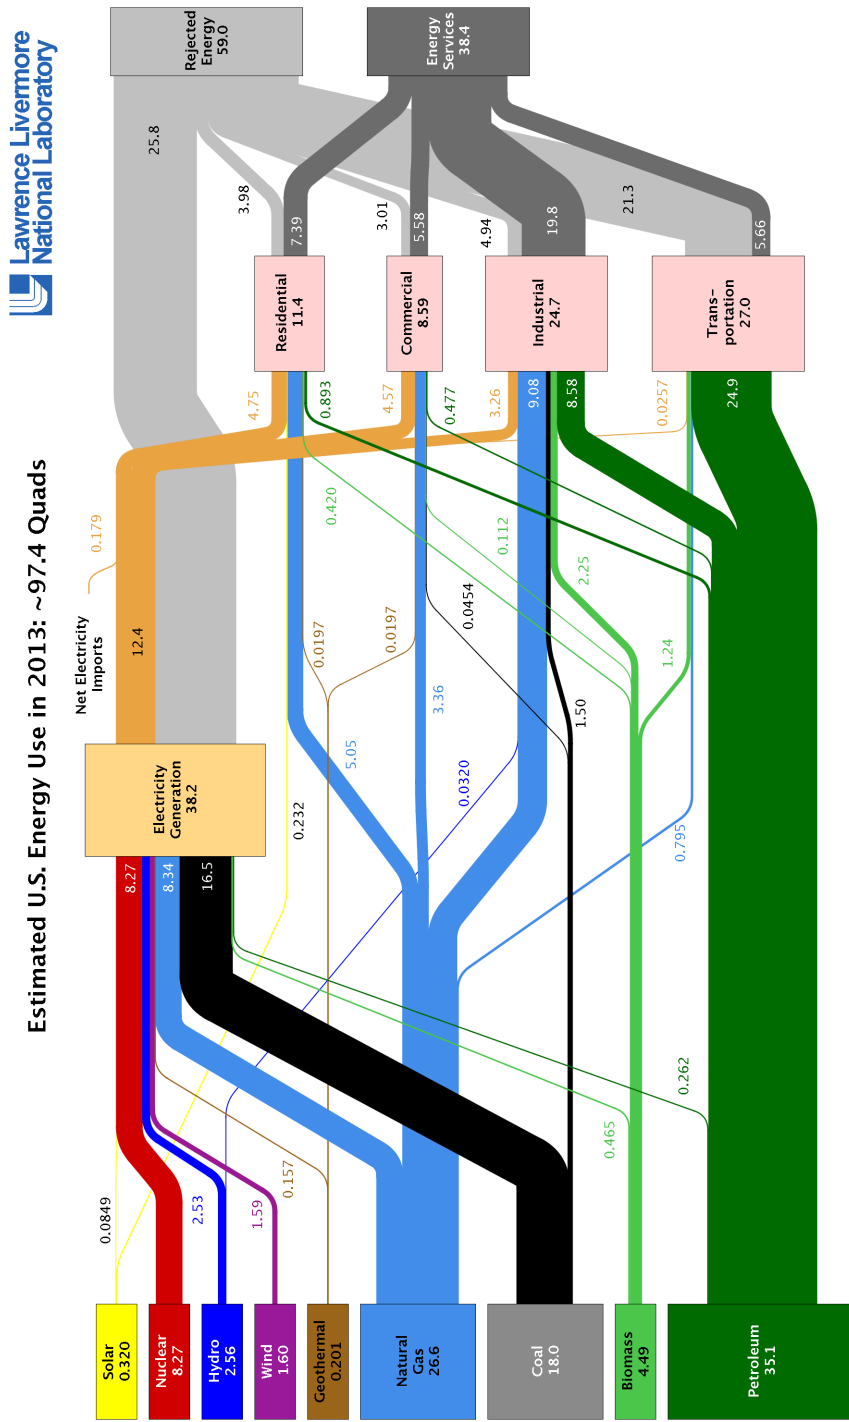 Estimated U.S. Energy Use in 2013: ~97.4 Quads
Lawrence Livermore
National Laboratory
Net Electricity
Imports
0.179
Solar
0.320
Nuclear
8.27
Hydro
2.56
Wind
1.60
Geothermal
0.201
Natural
Gas
26.6
Coal
18.0
Biomass
4.49
Petroleum
35.1
0.0849
2.53
1.59
0.157
0.465
0.262
8.27
8.34
16.5
Electricity
Generation
38.2
12.4
0.232
5.05
0.0320
3.36
0.795
0.0197
0.0197
0.0454
1.50
1.24
0.420
0.112
2.25
4.75
0.893
4.57
0.477
3.26
9.08
8.58
0.0257
24.9
Residential
11.4
Commercial
8.59
Industrial
24.7
Trans-
portation
27.0
25.8
3.98
7.39
3.01
5.58
4.94
19.8
21.3
5.66
Rejected
Energy
59.0
Energy
Services
38.4